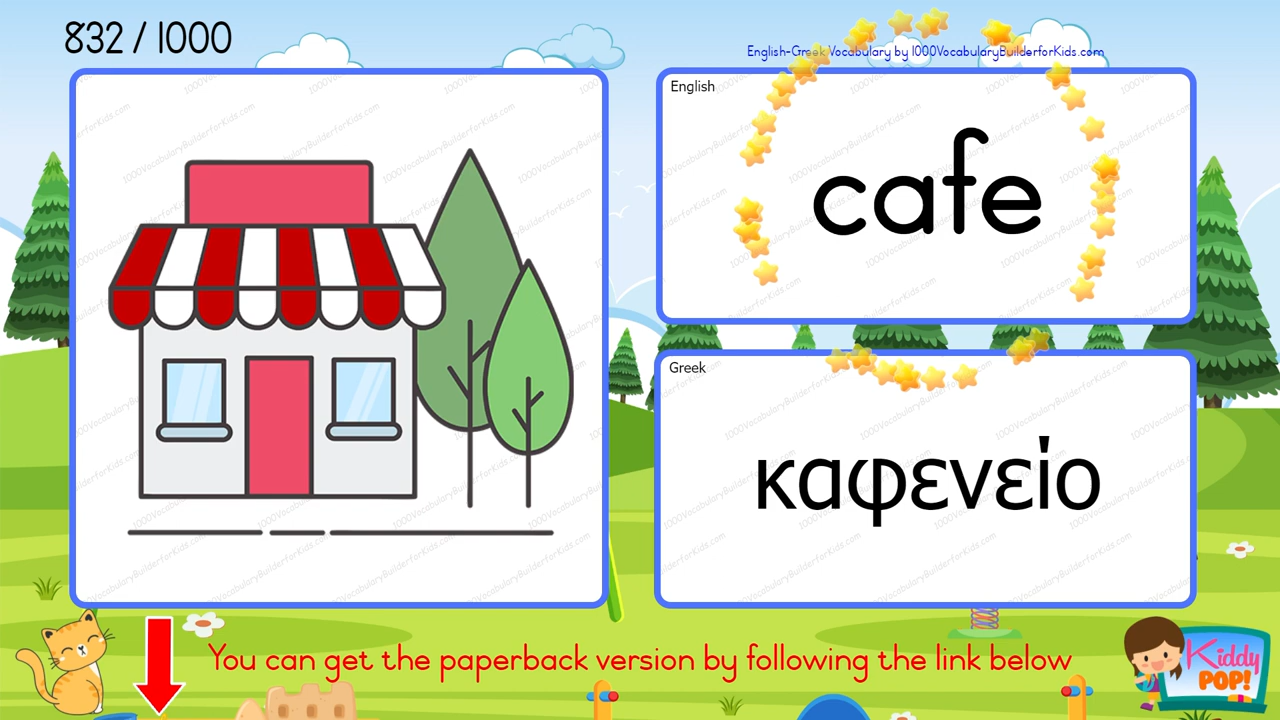 832 / 1000
English-Greek Vocabulary by 1000VocabularyBuilderforKids.com
English
cafe
Greek
καφενείο
You can get the paperback version by following the link below
Kiddy
POP!